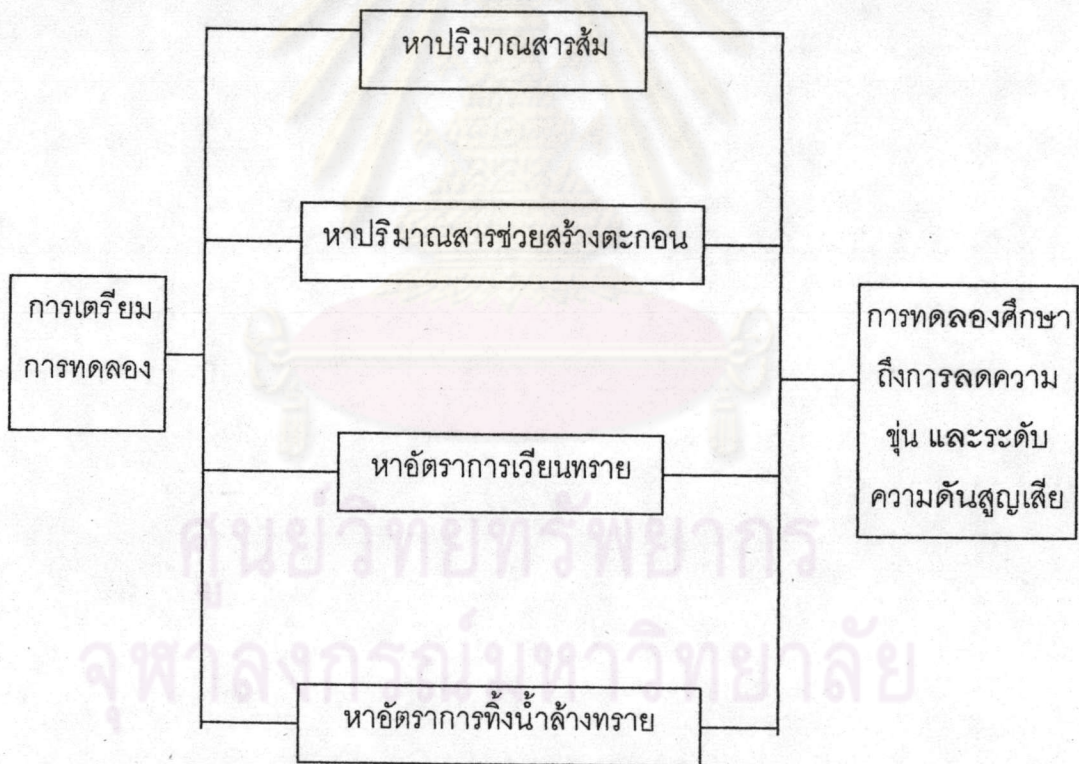 หาปริมาณสารส้ม
หาปริมาณสารช่วยสร้างตะกอน
การเตรียม
การทดลอง
หาอัตราการเวียนทราย
หาอัตราการทิ้งน้ำล้างทราย
การทดลองศึกษา
ถึงการลดความ
ขุ่น และระดับ
ความดันสูญเสีย
ศูนย์วิทยทรัพยากร
จุฬาลงกรณ์มหาวิทยาลัย